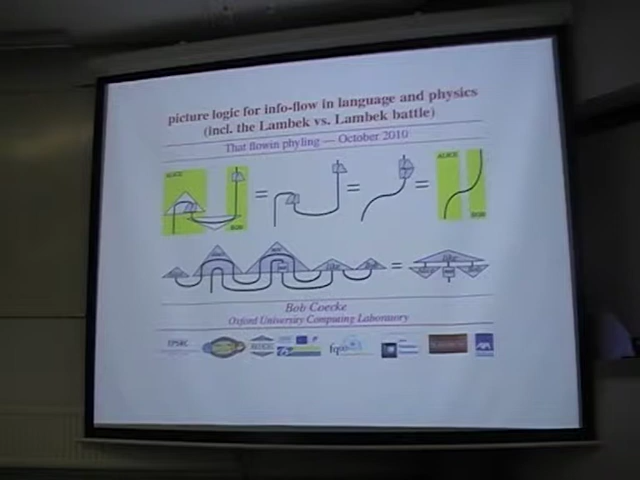 picture logic for info-flow in language and physics
(incl. the Lambek vs. Lambek battle)
That flowin phyling — October 2010
ALICE
BOB
=
=
=
ALICE
BOB
=
Bob Coecke
Oxford University Computing Laboratory
EPSRC
fqxi